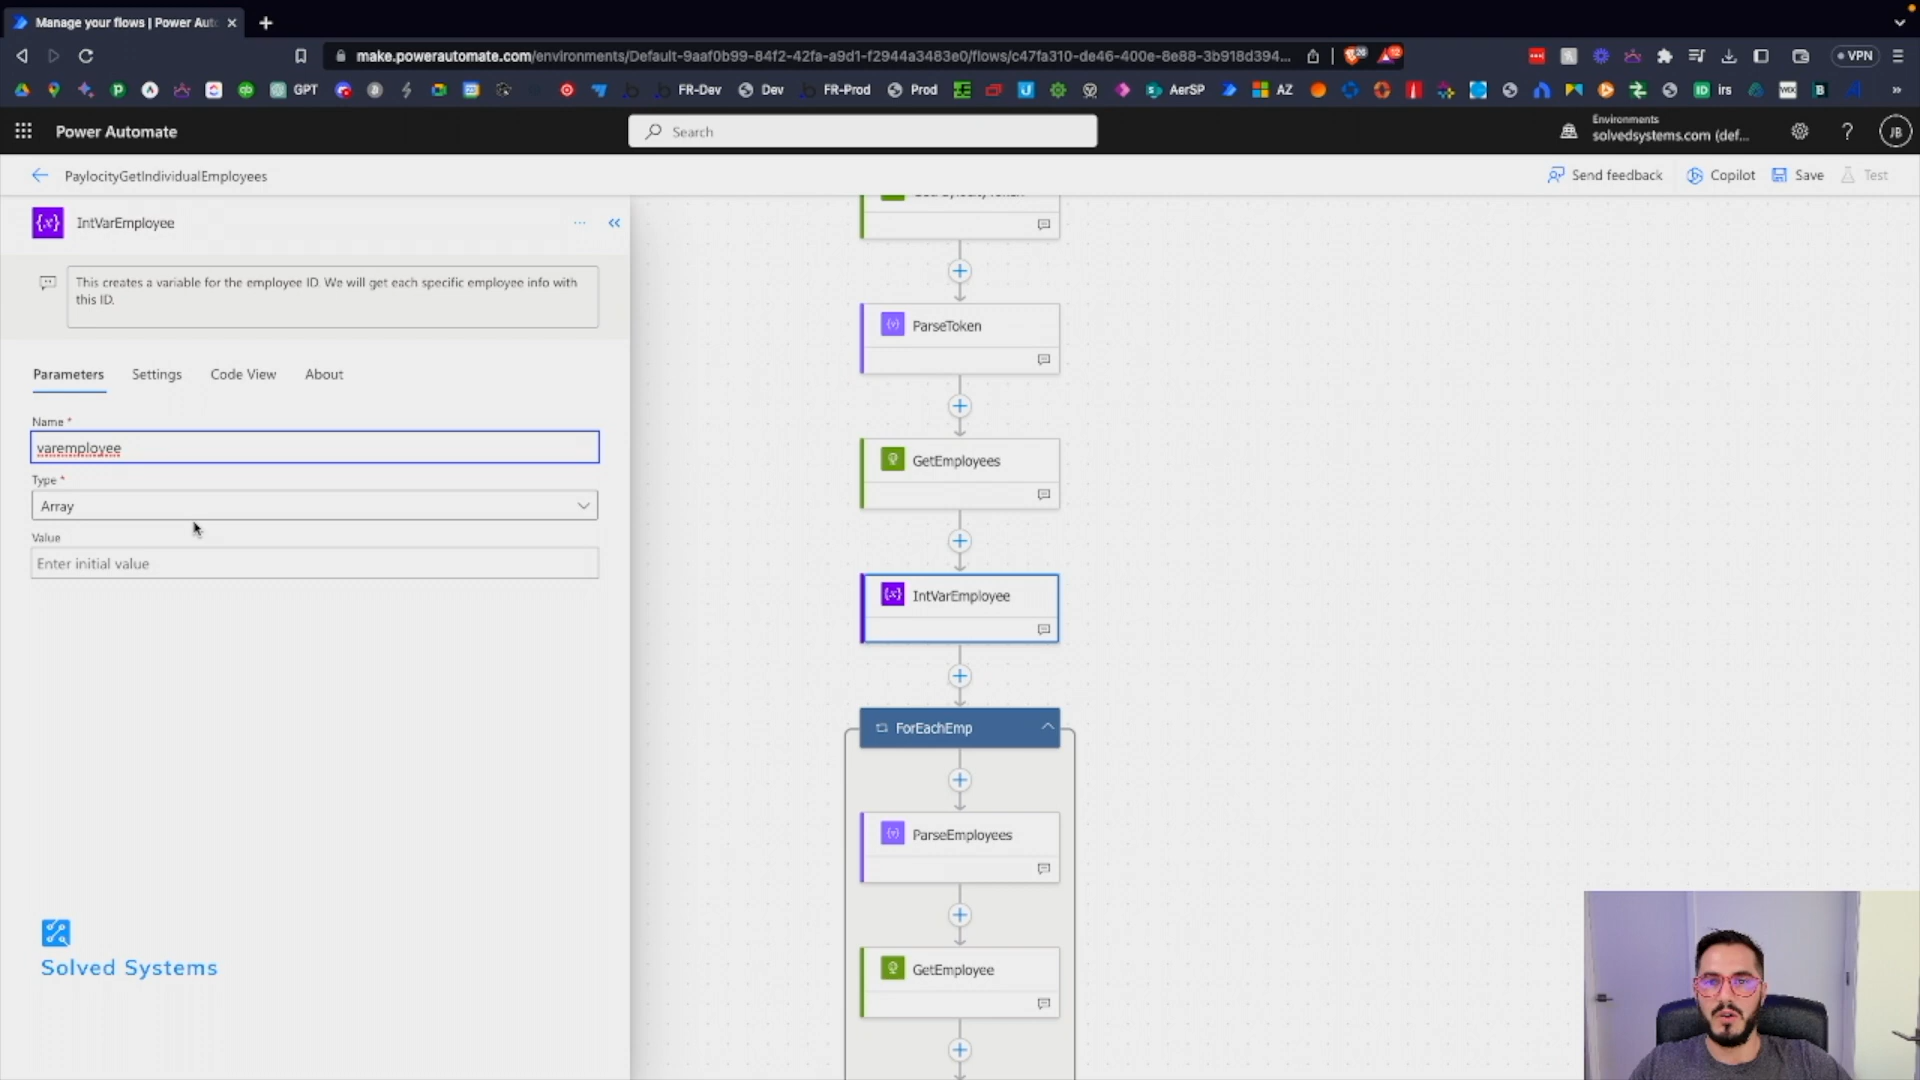 Manage your flows | Power Aut
make.powerautomate.com/environments/Default-9aaf0b99-84f2-42fa-a9d1-f2944a3483e0/flows/c47fa310-de46-400e-8e88-3b918d394...
VPN
GPT
FR-Dev
Dev
FR-Prod
Prod
AerSP
AZ
irs
Power Automate
Search
Environments
solvedsystems.com (def...
JB
PaylocityGetIndividualEmployees
Send feedback
Copilot
Save
Test
IntVarEmployee
This creates a variable for the employee ID. We will get each specific employee info with
this ID.
Parameters
Settings
Code View
About
Name *
varemployee
Type *
Array
Value
Enter initial value
ParseToken
GetEmployees
IntVarEmployee
ForEachEmp
ParseEmployees
GetEmployee
Solved Systems